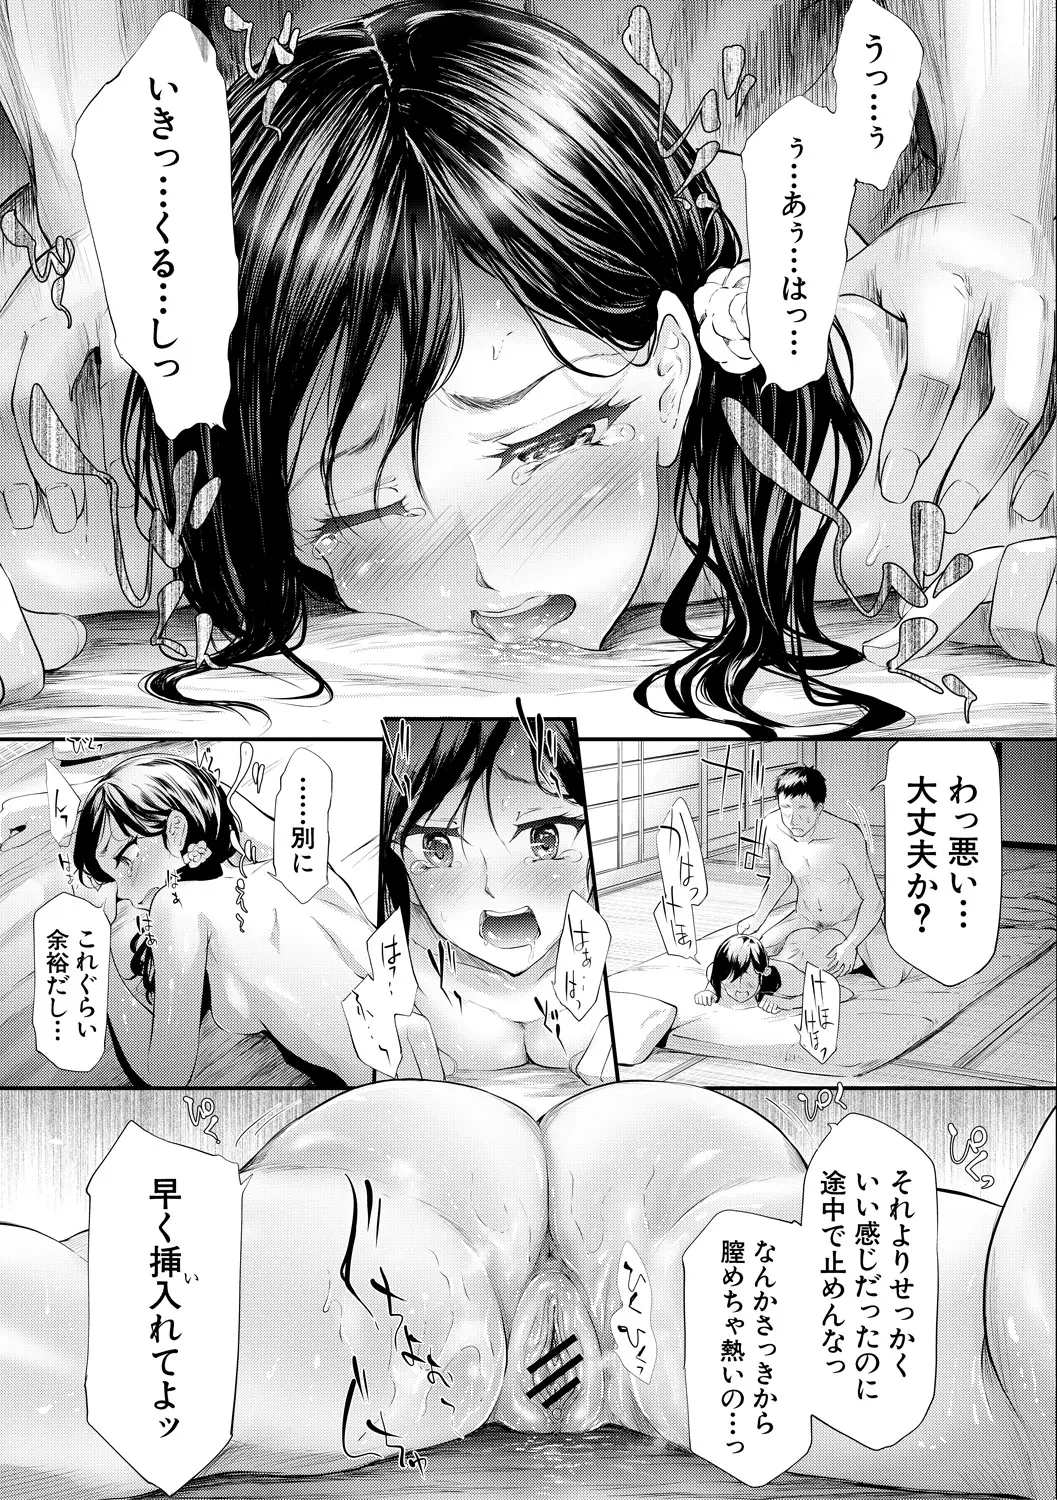 うっ…ぅ
ぅ…あぅ…はっ…
いきっ…くる…しっ
わっ悪い…
大丈夫か?
……別に
これぐらい
余裕だし…
それよりせっかく
いい感じだったのに
途中で止めんなっ
なんかさっきから
膣めちゃ熱いの…っ
早く挿入れてよッ
い